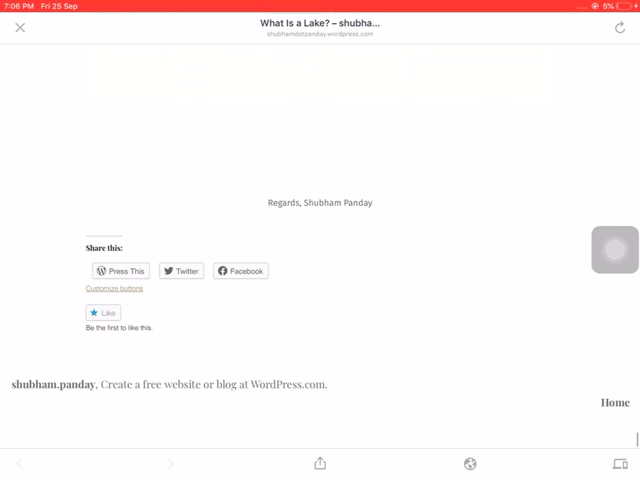 7:06 PM Fri 25 Sep
5%
What Is a Lake? – shubha...
shubhamdotpanday.wordpress.com
Regards, Shubham Panday
Share this:
Press This
Twitter
Facebook
Customize buttons
Like
Be the first to like this.
shubham.panday, Create a free website or blog at WordPress.com.
Home